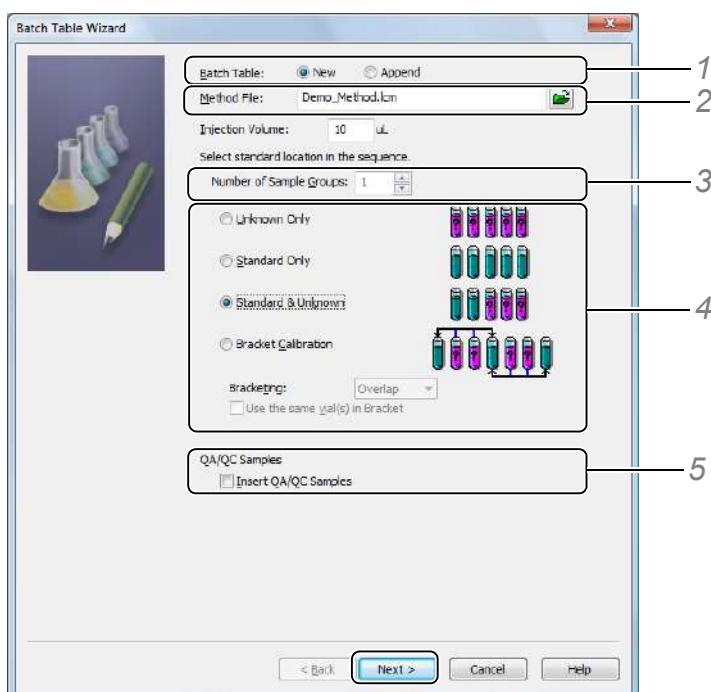 Batch Table Wizard
Batch Table: New Append 1
Method File: Demo_Method.lcm 2
Injection Volume: 10 uL
Select standard location in the sequence.
Number of Sample Groups: 1 3
Unknown Only
Standard Only
Standard & Unknown 4
Bracket Calibration
Bracketing: Overlap
Use the same vial(s) in Bracket
QA/QC Samples 5
Insert QA/QC Samples
< Back Next > Cancel Help